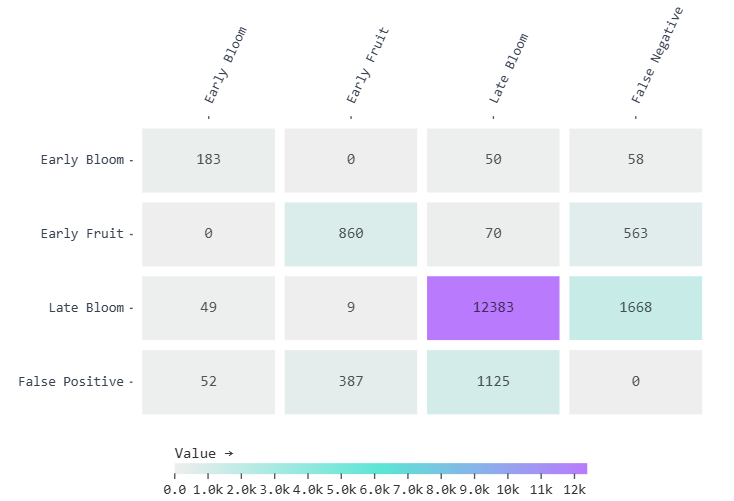 Early Bloom
Early Fruit
Late Bloom
False Negative
Early Bloom 183 0 50 58
Early Fruit 0 860 70 563
Late Bloom 49 9 12383 1668
False Positive 52 387 1125 0
Value →
0.0 1.0k 2.0k 3.0k 4.0k 5.0k 6.0k 7.0k 8.0k 9.0k 10k 11k 12k